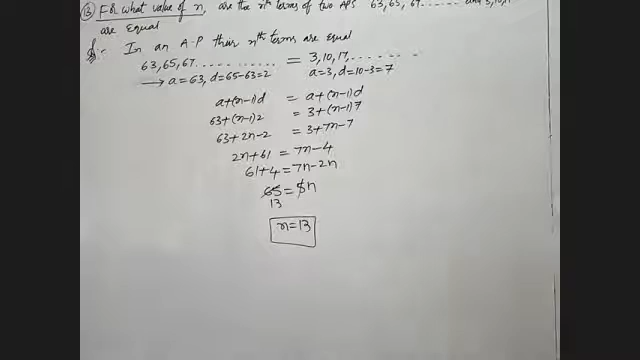 (13) For what value of n, are the nth terms of two APS 63, 65, 67....... and 3, 10, 17
are Equal
In an A-P their nth terms are equal
63, 65, 67............ = 3, 10, 17, ........
→ a=63, d=65-63=2 a=3, d=10-3=7
a+(n-1)d = a+(n-1)d
63+(n-1)2 = 3+(n-1)7
63+2n-2 = 3+7n-7
2n+61 = 7n-4
61+4 = 7n-2n
65 = 5n
13
n=13